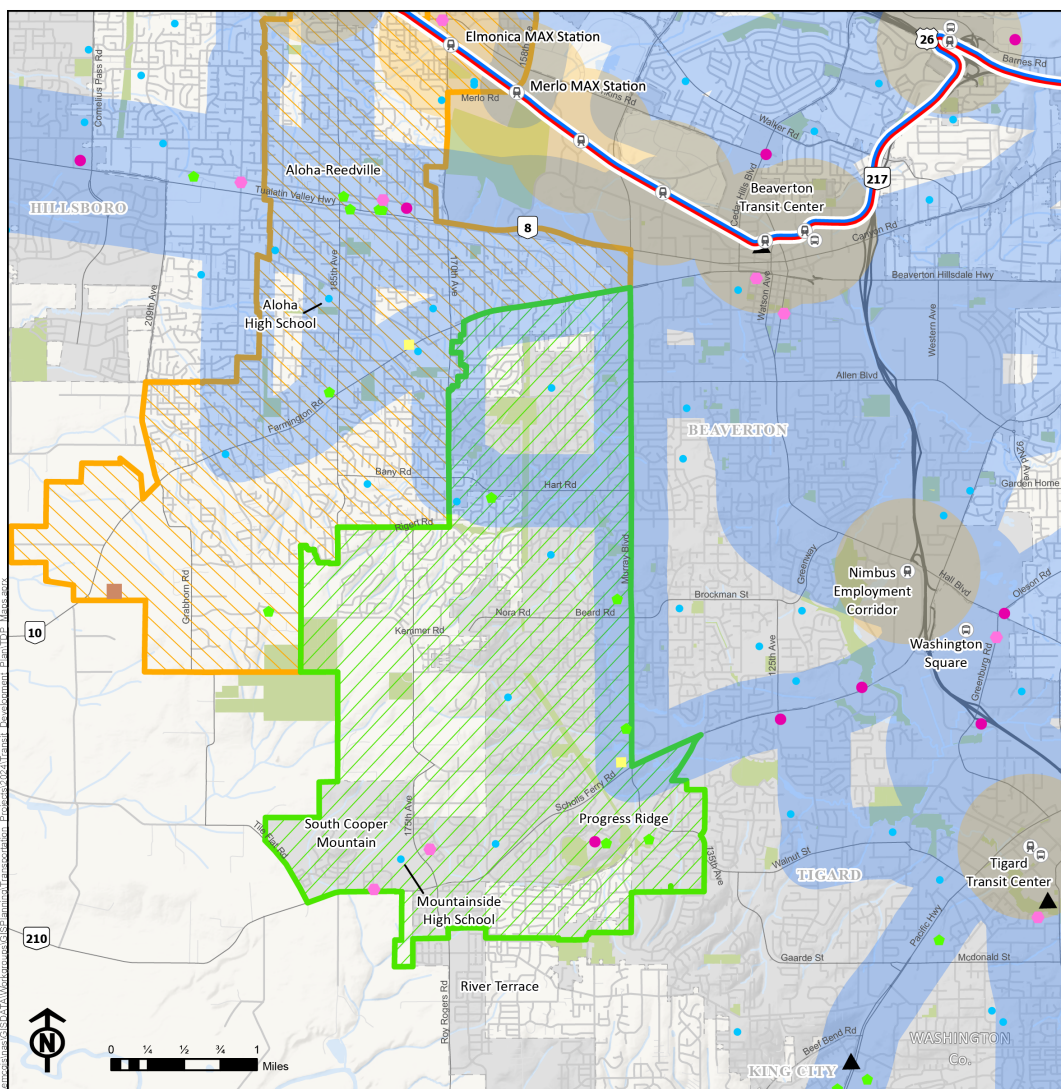 Elmonica MAX Station
158th Ave
26
Barnes Rd
Cornelius Pass Rd
Merlo MAX Station
Merlo Rd
Walker Rd
Aloha-Reedville
217
Cedar Hills Blvd
Beaverton
Transit Center
HILLSBORO
Tualatin Valley Hwy
8
Canyon Rd
Beaverton Hillsdale Hwy
185th Ave
170th Ave
209th Ave
Watson Ave
Western Ave
Aloha
High School
Allen Blvd
Farmington Rd
BEAVERTON
92nd Ave
Bany Rd
Hart Rd
Garden Home
Rigert Rd
Murray Blvd
Greenway
Nimbus
Employment
Corridor
Hall Blvd
Oleson Rd
Grabhorn Rd
Brockman St
Nora Rd
Beard Rd
10
Kemmer Rd
125th Ave
Washington
Square
Greenburg Rd
Scholls Ferry Rd
175th Ave
South Cooper
Mountain
Progress Ridge
Tile Flat Rd
135th Ave
Walnut St
TIGARD
Tigard
Transit Center
Mountainside
High School
210
Pacific Hwy
Gaarde St
McDonald St
River Terrace
Roy Rogers Rd
N
0 ¼ ½ ¾ 1
Miles
Beef Bend Rd
WASHINGTON
Co.
KING CITY